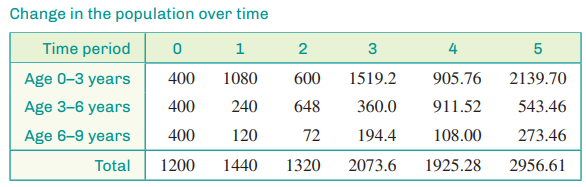 Change in the population over time
Time period 0 1 2 3 4 5
Age 0–3 years 400 1080 600 1519.2 905.76 2139.70
Age 3–6 years 400 240 648 360.0 911.52 543.46
Age 6–9 years 400 120 72 194.4 108.00 273.46
Total 1200 1440 1320 2073.6 1925.28 2956.61